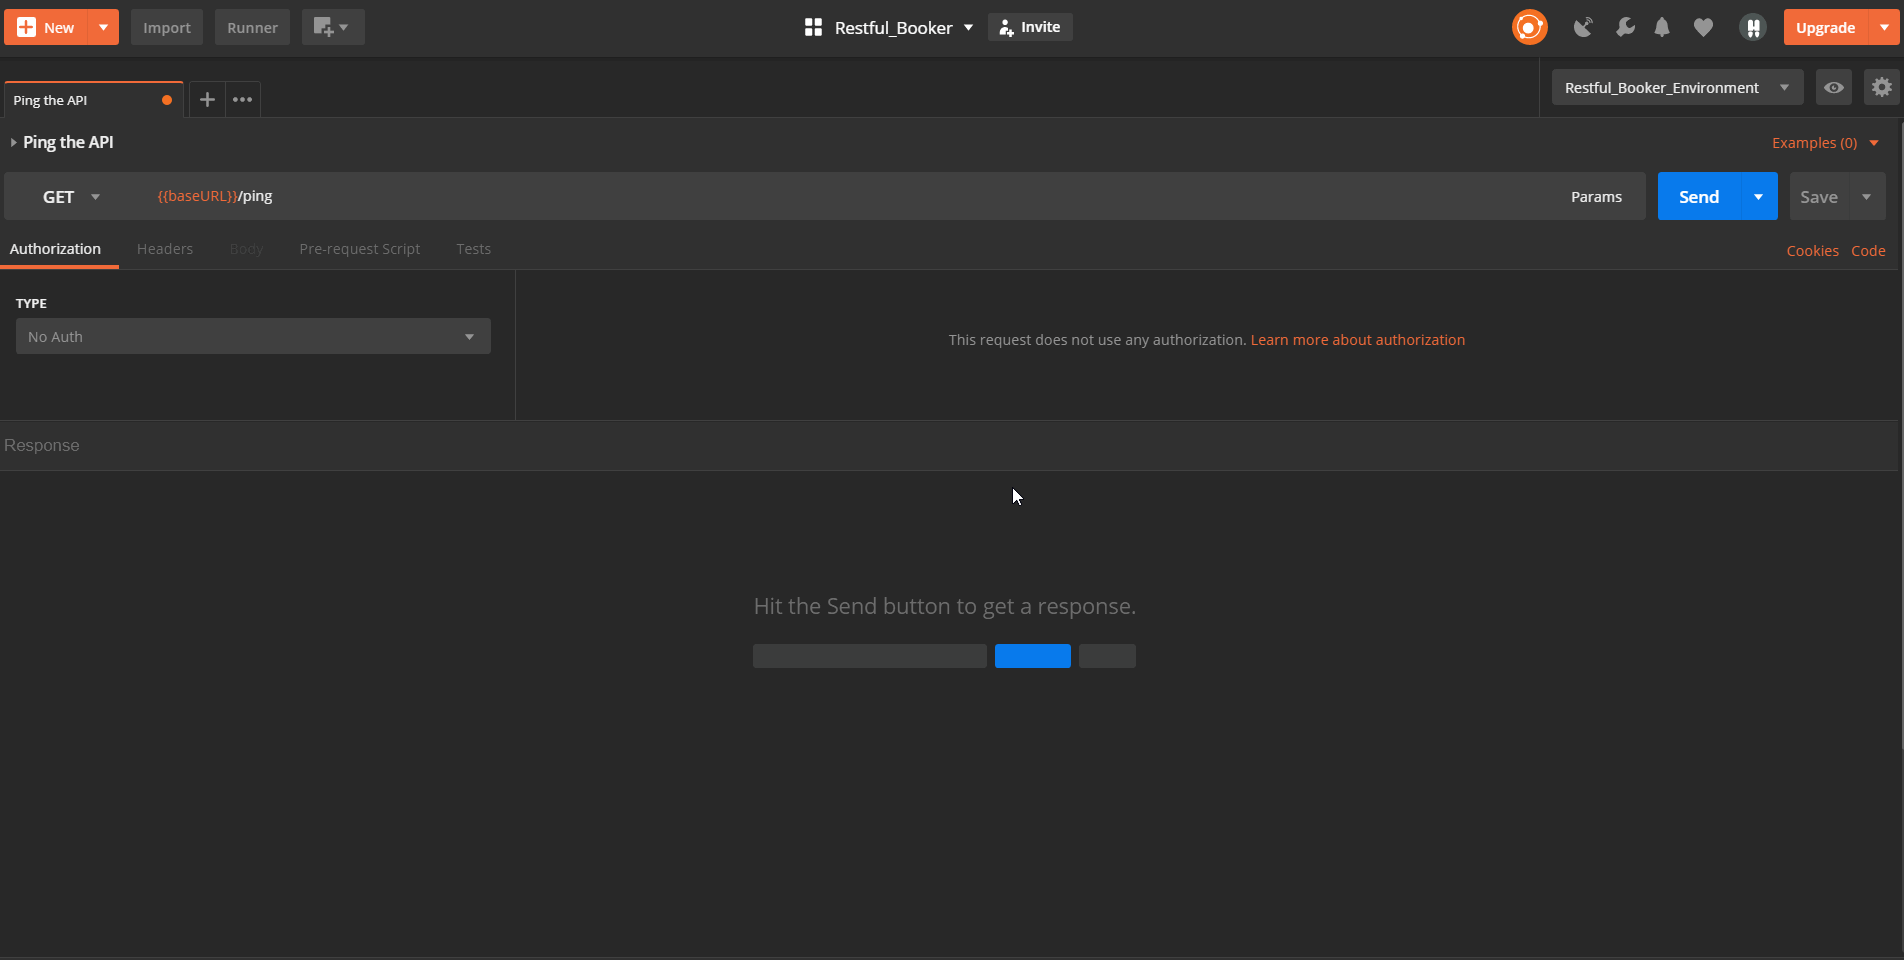 New Import Runner Restful_Booker Invite Upgrade
Ping the API Restful_Booker_Environment
Ping the API Examples (0)
GET {{baseURL}}/ping Params Send Save
Authorization Headers Body Pre-request Script Tests Cookies Code
TYPE
No Auth
This request does not use any authorization. Learn more about authorization
Response
Hit the Send button to get a response.